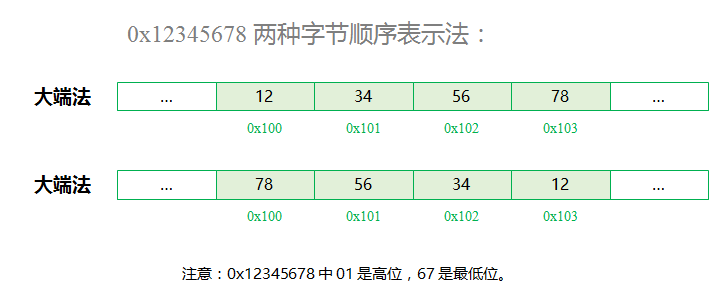 0x12345678 两种字节顺序表示法：
大端法 ... 12 34 56 78 ...
0x100 0x101 0x102 0x103
大端法 ... 78 56 34 12 ...
0x100 0x101 0x102 0x103
注意：0x12345678 中 01 是高位，67 是最低位。